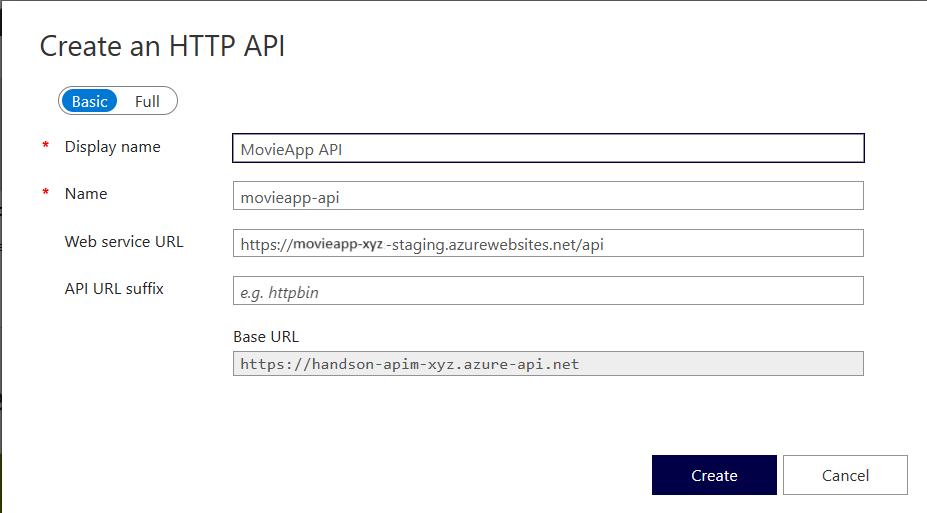 Create an HTTP API
Basic Full
* Display name MovieApp API
* Name movieapp-api
Web service URL https://movieapp-xyz-staging.azurewebsites.net/api
API URL suffix e.g. httpbin
Base URL
https://handson-apim-xyz.azure-api.net
Create Cancel